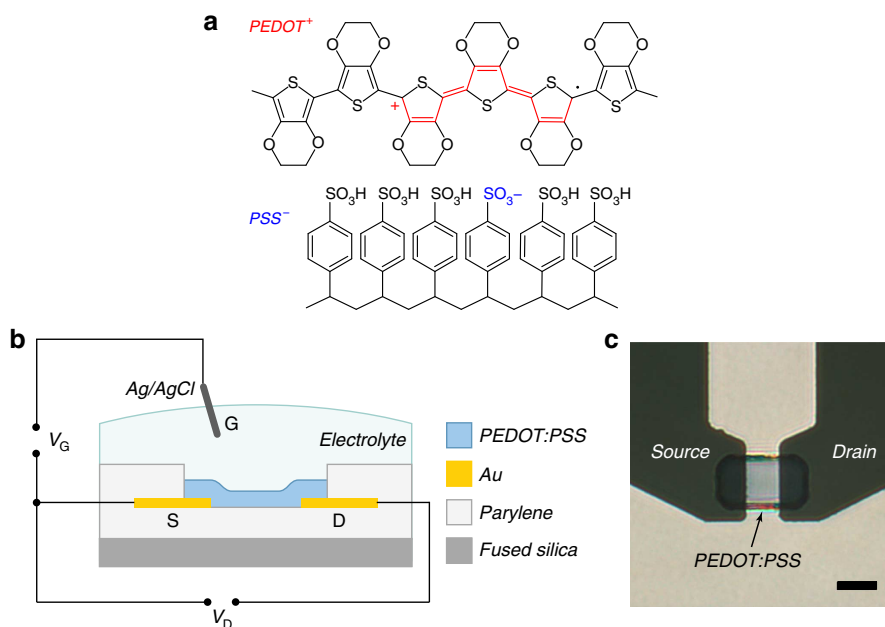 a
PEDOT+
O O O O O O
S S S S S S
+ ·
O O O O O O
SO3H SO3H SO3H SO3– SO3H SO3H
PSS–
b
c
Ag/AgCl
G
VG
Electrolyte
PEDOT:PSS
Au
Parylene
Fused silica
S D
VD
Source Drain
PEDOT:PSS